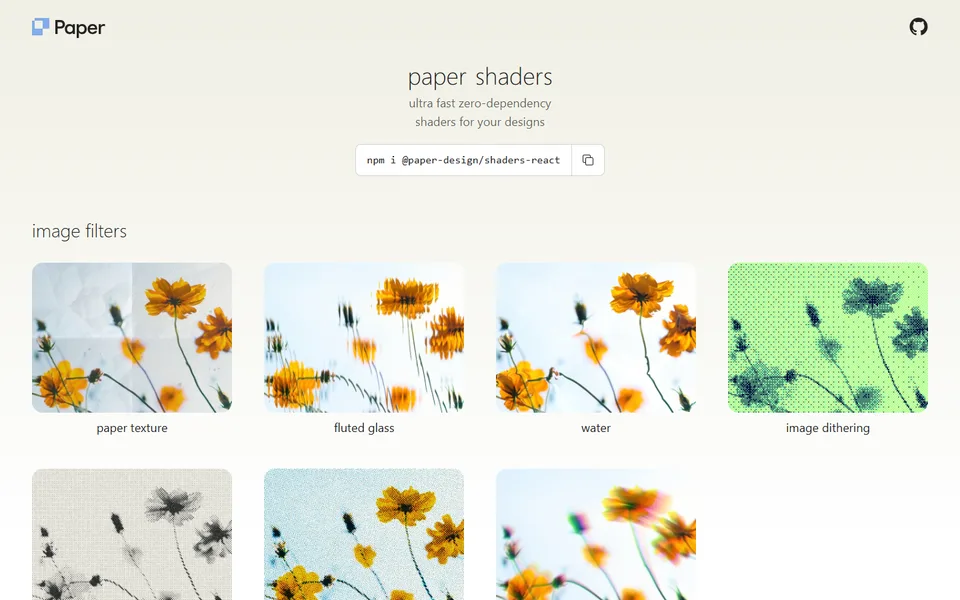 Paper
paper shaders
ultra fast zero-dependency
shaders for your designs
npm i @paper-design/shaders-react
image filters
paper texture
fluted glass
water
image dithering